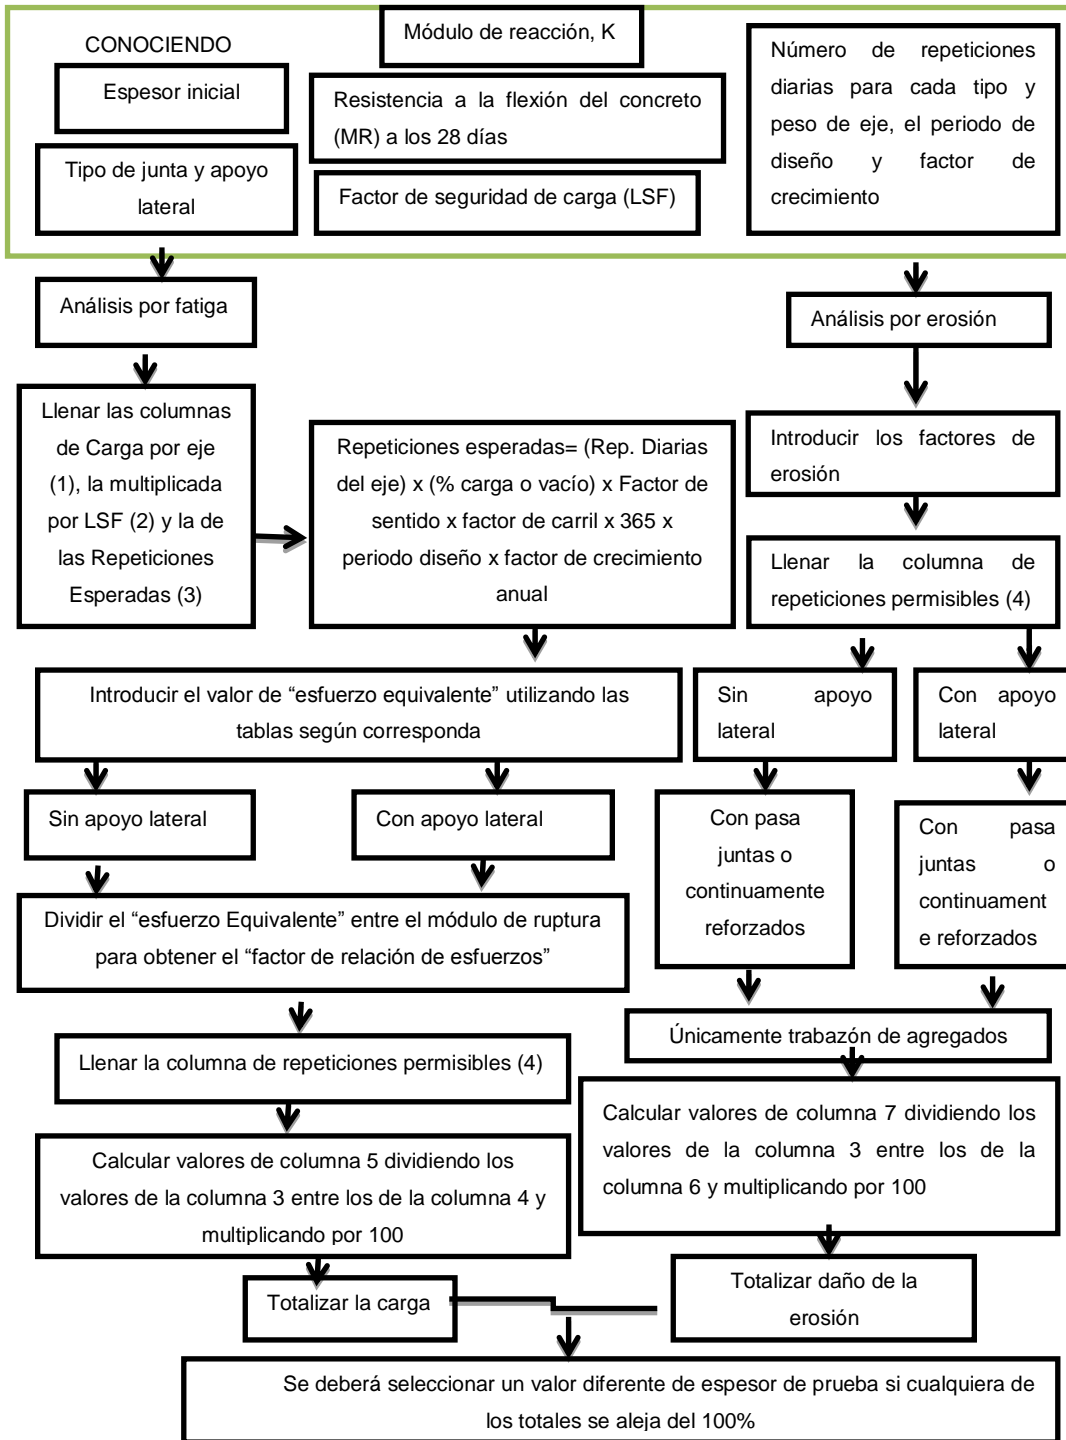 CONOCIENDO
Espesor inicial
Tipo de junta y apoyo
lateral
Módulo de reacción, K
Resistencia a la flexión del concreto
(MR) a los 28 días
Factor de seguridad de carga (LSF)
Número de repeticiones
diarias para cada tipo y
peso de eje, el periodo de
diseño y factor de
crecimiento
Análisis por fatiga
Llenar las columnas
de Carga por eje
(1), la multiplicada
por LSF (2) y la de
las Repeticiones
Esperadas (3)
Repeticiones esperadas= (Rep. Diarias
del eje) x (% carga o vacío) x Factor de
sentido x factor de carril x 365 x
periodo diseño x factor de crecimiento
anual
Introducir el valor de “esfuerzo equivalente” utilizando las
tablas según corresponda
Sin apoyo lateral
Con apoyo lateral
Dividir el “esfuerzo Equivalente” entre el módulo de ruptura
para obtener el “factor de relación de esfuerzos”
Llenar la columna de repeticiones permisibles (4)
Calcular valores de columna 5 dividiendo los
valores de la columna 3 entre los de la columna 4 y
multiplicando por 100
Totalizar la carga
Análisis por erosión
Introducir los factores de
erosión
Llenar la columna de
repeticiones permisibles (4)
Sin apoyo
lateral
Con apoyo
lateral
Con pasa
juntas o
continuamente
reforzados
Con pasa
juntas o
continuament
e reforzados
Únicamente trabazón de agregados
Calcular valores de columna 7 dividiendo los
valores de la columna 3 entre los de la
columna 6 y multiplicando por 100
Totalizar daño de la
erosión
Se deberá seleccionar un valor diferente de espesor de prueba si cualquiera de
los totales se aleja del 100%